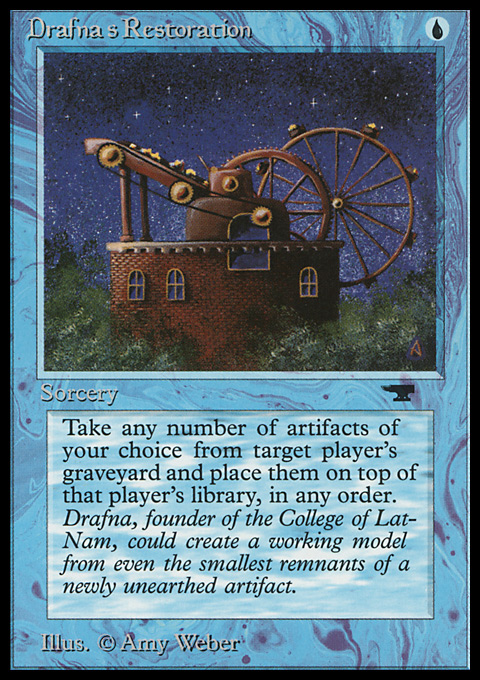 Drafna's Restoration
Sorcery
Take any number of artifacts of
your choice from target player's
graveyard and place them on top of
that player's library, in any order.
Drafna, founder of the College of Lat-
Nam, could create a working model
from even the smallest remnants of a
newly unearthed artifact.
Illus. © Amy Weber